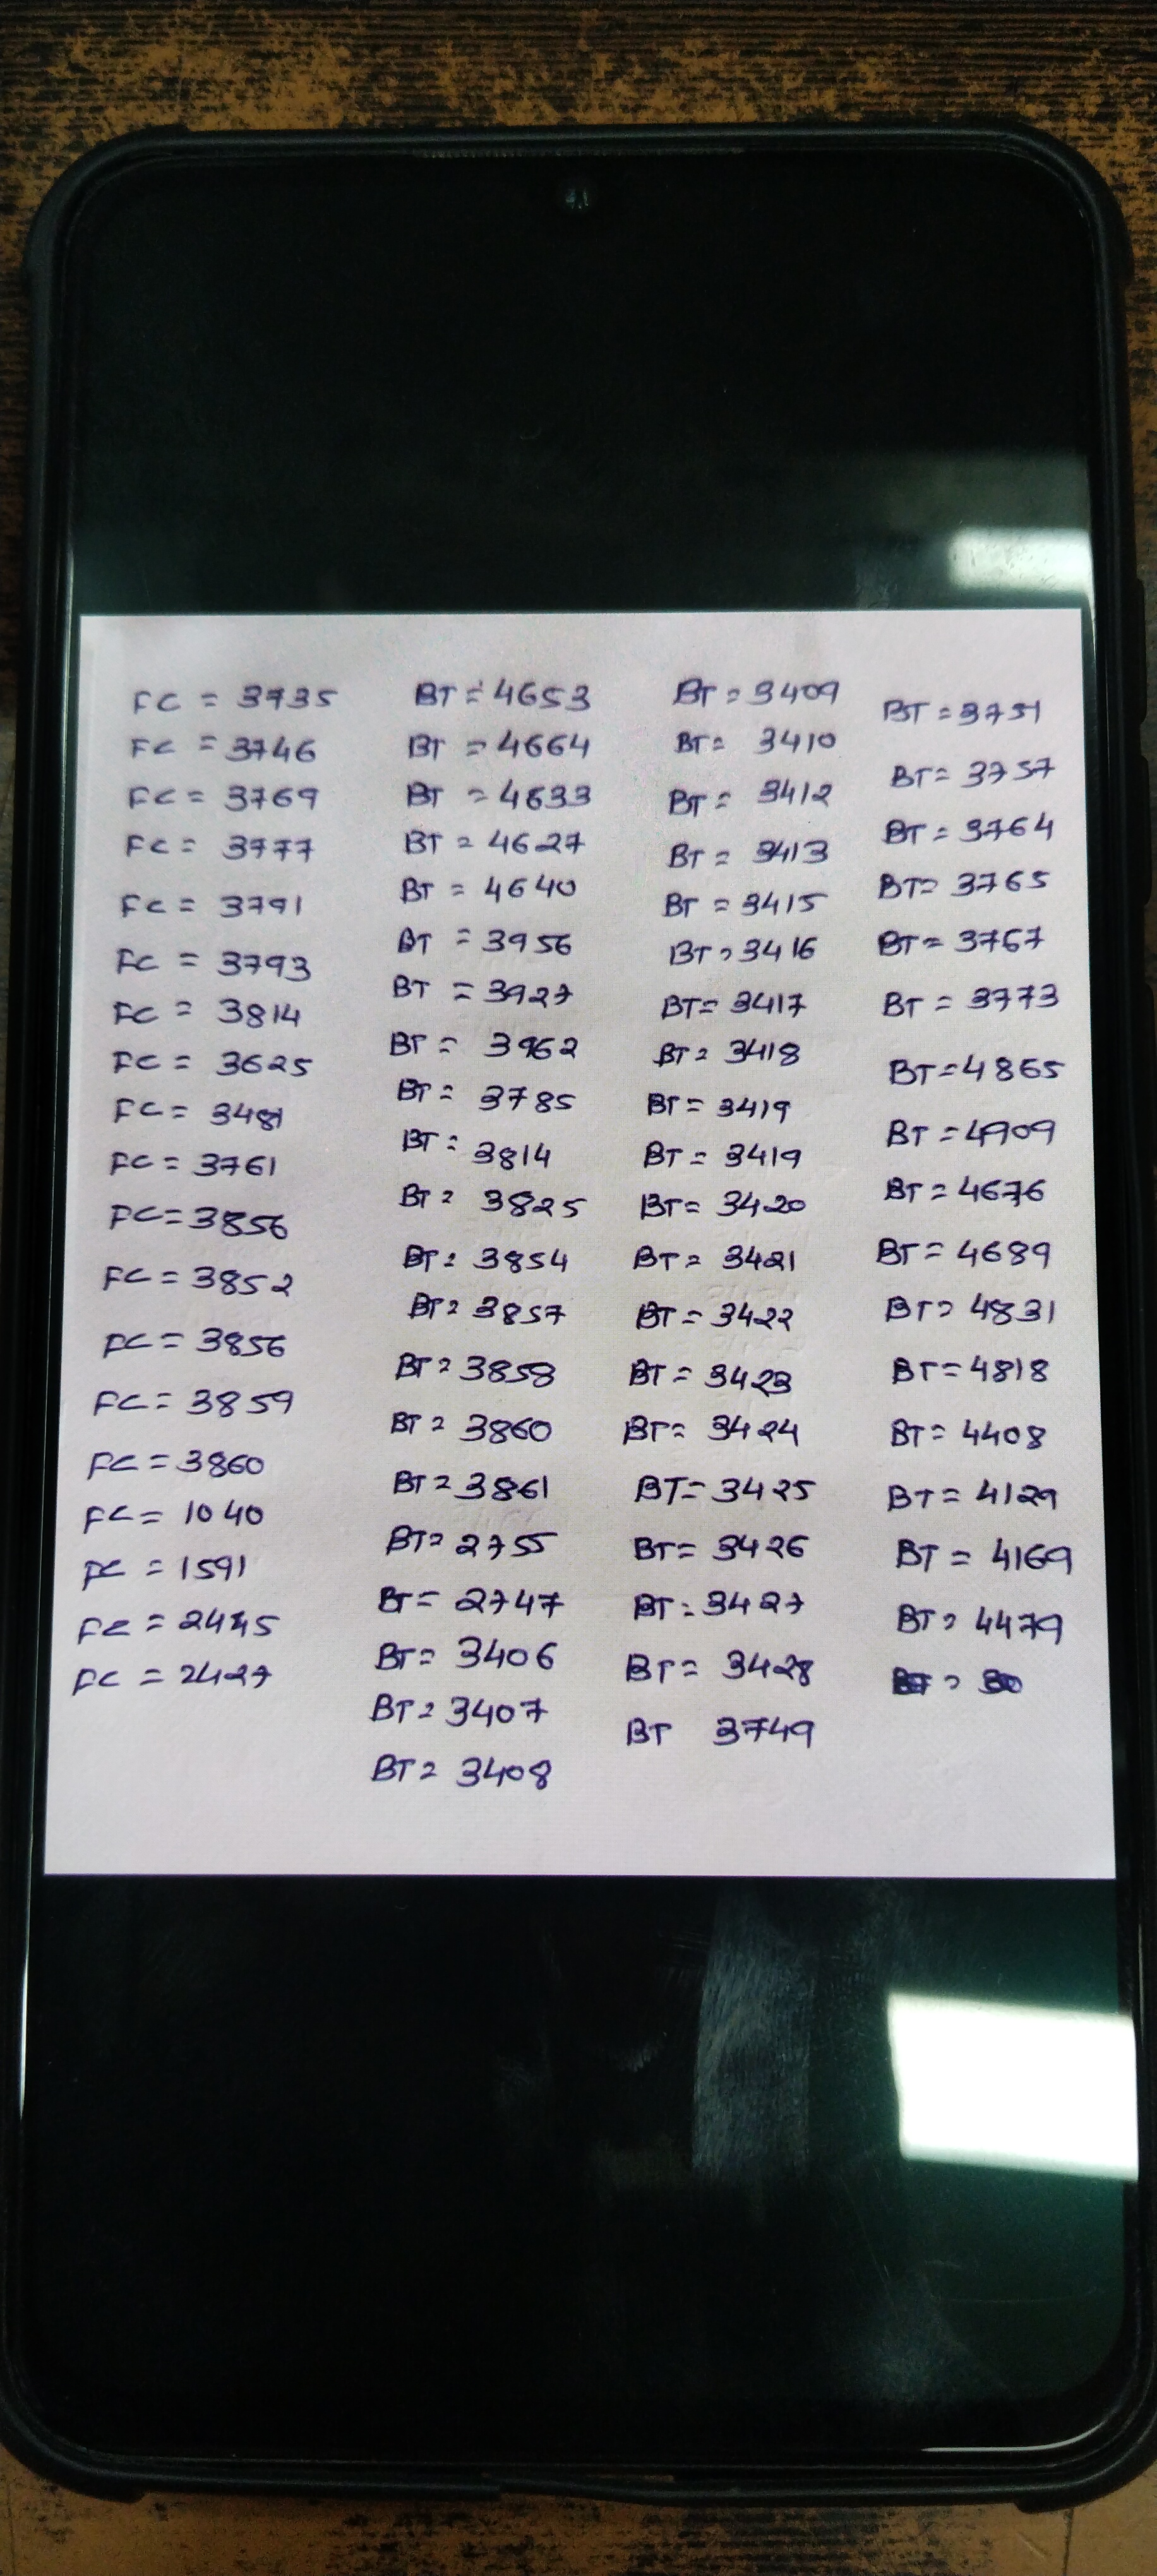 FC = 3735
FC = 3746
FC = 3769
FC = 3777
FC = 3791
FC = 3793
FC = 3814
FC = 3625
FC =
FC = 3761
FC = 3856
FC = 3852
FC = 3856
FC = 3859
FC = 3860
FC = 1040
FC = 1591
FC =
FC = 2427
BT = 4653
BT = 4664
BT = 4633
BT = 4627
BT = 4640
BT = 3956
BT = 3927
BT = 3962
BT = 3785
BT = 3814
BT = 3825
BT = 3854
BT = 3857
BT = 3858
BT = 3860
BT = 3861
BT = 2755
BT = 2747
BT = 3406
BT = 3407
BT = 3408
BT = 3409
BT = 3410
BT = 3412
BT = 3413
BT = 3415
BT = 3416
BT = 3417
BT = 3418
BT = 3419
BT = 3419
BT = 3420
BT = 3421
BT = 3422
BT = 3423
BT = 3424
BT = 3425
BT = 3426
BT = 3427
BT = 3428
BT 3749
BT = 3751
BT = 3757
BT = 3764
BT = 3765
BT = 3767
BT = 3773
BT = 4865
BT = 4909
BT = 4676
BT = 4689
BT = 4831
BT = 4818
BT = 4408
BT = 4129
BT = 4169
BT = 4479